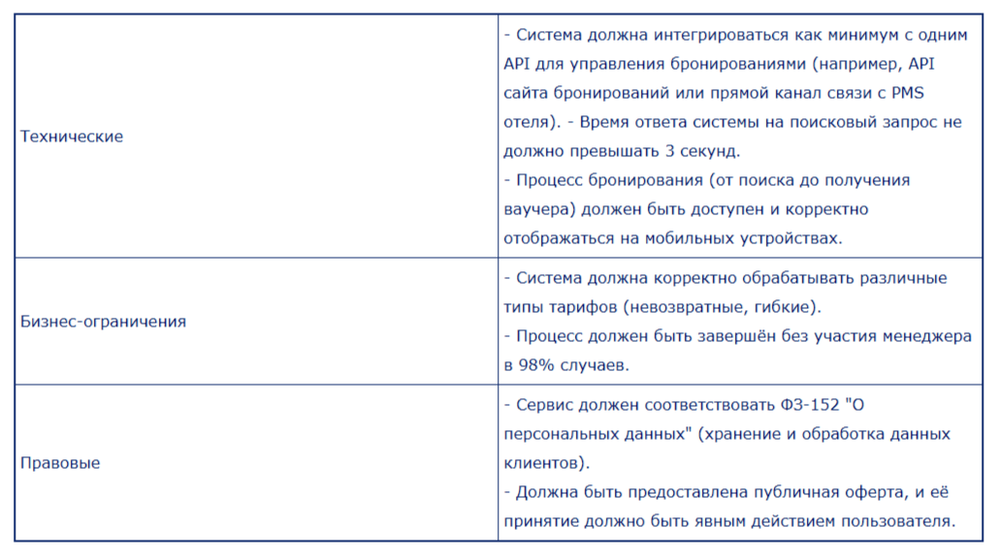 Технические
- Система должна интегрироваться как минимум с одним
API для управления бронированиями (например, API
сайта бронирований или прямой канал связи с PMS
отеля). - Время ответа системы на поисковый запрос не
должно превышать 3 секунд.
- Процесс бронирования (от поиска до получения
ваучера) должен быть доступен и корректно
отображаться на мобильных устройствах.
Бизнес-ограничения
- Система должна корректно обрабатывать различные
типы тарифов (невозвратные, гибкие).
- Процесс должен быть завершён без участия менеджера
в 98% случаев.
Правовые
- Сервис должен соответствовать ФЗ-152 "О
персональных данных" (хранение и обработка данных
клиентов).
- Должна быть предоставлена публичная оферта, и её
принятие должно быть явным действием пользователя.